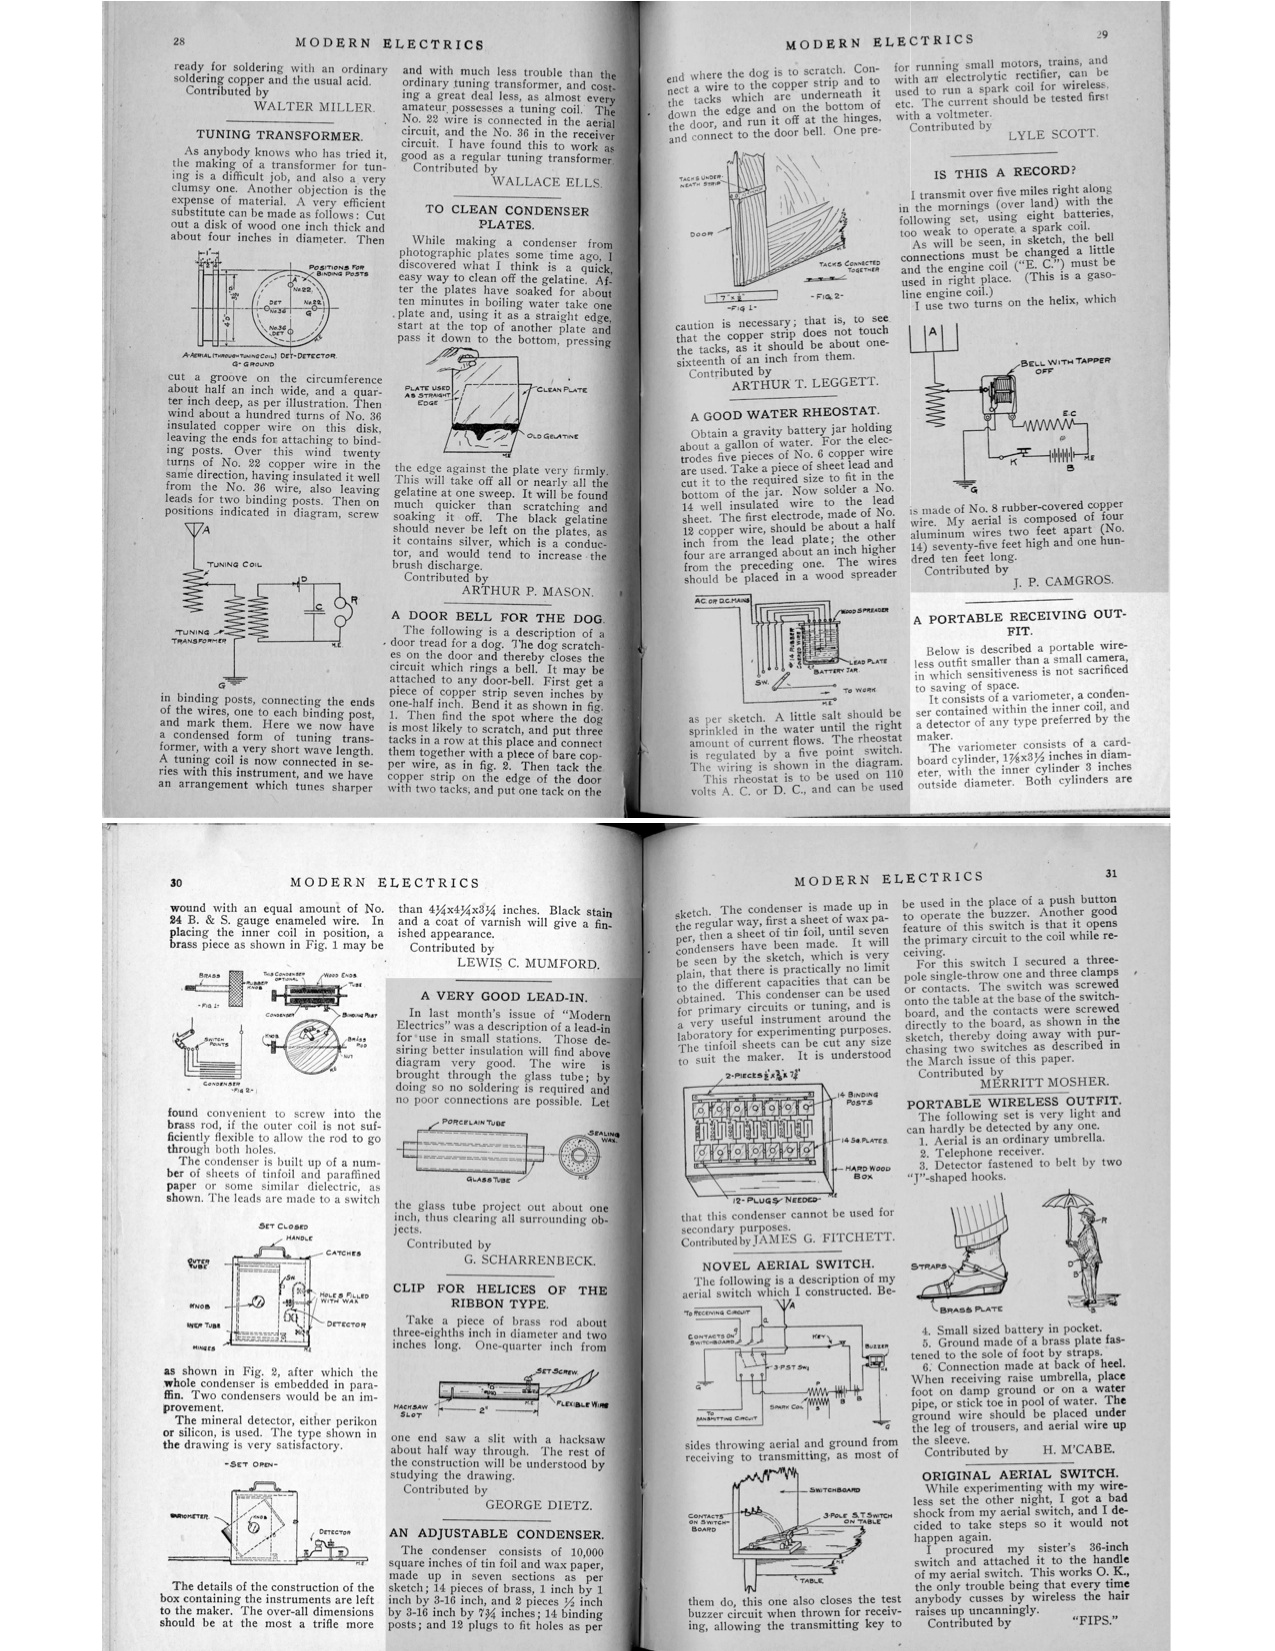 28
MODERN ELECTRICS
ready for soldering with an ordinary
soldering copper and the usual acid.
Contributed by
WALTER MILLER.
TUNING TRANSFORMER.
As anybody knows who has tried it,
the making of a transformer for tun-
ing is a difficult job, and also a very
clumsy one. Another objection is the
expense of material. A very efficient
substitute can be made as follows: Cut
out a disk of wood one inch thick and
about four inches in diameter. Then
POSITIONS FOR
BINDING POSTS
A
No.22
DET
No.36
No.22
G
No.36
DET
A-AERIAL (THROUGH TUNING COIL) DET-DETECTOR
G-GROUND
cut a groove on the circumference
about half an inch wide, and a quar-
ter inch deep, as per illustration. Then
wind about a hundred turns of No. 36
insulated copper wire on this disk,
leaving the ends for attaching to bind-
ing posts. Over this wind twenty
turns of No. 22 copper wire in the
same direction, having insulated it well
from the No. 36 wire, also leaving
leads for two binding posts. Then on
positions indicated in diagram, screw
A
TUNING COIL
D
C
R
TUNING
TRANSFORMER
M.E.
G
in binding posts, connecting the ends
of the wires, one to each binding post,
and mark them. Here we now have
a condensed form of tuning trans-
former, with a very short wave length.
A tuning coil is now connected in se-
ries with this instrument, and we have
an arrangement which tunes sharper
and with much less trouble than the
ordinary tuning transformer, and cost-
ing a great deal less, as almost every
amateur possesses a tuning coil. The
No. 22 wire is connected in the aerial
circuit, and the No. 36 in the receiver
circuit. I have found this to work as
good as a regular tuning transformer.
Contributed by
WALLACE ELLS.
TO CLEAN CONDENSER
PLATES.
While making a condenser from
photographic plates some time ago, I
discovered what I think is a quick,
easy way to clean off the gelatine. Af-
ter the plates have soaked for about
ten minutes in boiling water take one
plate and, using it as a straight edge,
start at the top of another plate and
pass it down to the bottom, pressing
PLATE USED
AS STRAIGHT
EDGE
CLEAN PLATE
OLD GELATINE
M.E.
the edge against the plate very firmly.
This will take off all or nearly all the
gelatine at one sweep. It will be found
much quicker than scratching and
soaking it off. The black gelatine
should never be left on the plates, as
it contains silver, which is a conduc-
tor, and would tend to increase the
brush discharge.
Contributed by
ARTHUR P. MASON.
A DOOR BELL FOR THE DOG.
The following is a description of a
door tread for a dog. The dog scratch-
es on the door and thereby closes the
circuit which rings a bell. It may be
attached to any door-bell. First get a
piece of copper strip seven inches by
one-half inch. Bend it as shown in fig.
1. Then find the spot where the dog
is most likely to scratch, and put three
tacks in a row at this place and connect
them together with a piece of bare cop-
per wire, as in fig. 2. Then tack the
copper strip on the edge of the door
with two tacks, and put one tack on the
MODERN ELECTRICS
29
end where the dog is to scratch. Con-
nect a wire to the copper strip and to
the tacks which are underneath it
down the edge and on the bottom of
the door, and run it off at the hinges,
and connect to the door bell. One pre-
TACKS UNDER-
NEATH STRIP
DOOR
TACKS CONNECTED
TOGETHER
-FIG 1-
-FIG. 2-
caution is necessary; that is, to see
that the copper strip does not touch
the tacks, as it should be about one-
sixteenth of an inch from them.
Contributed by
ARTHUR T. LEGGETT.
A GOOD WATER RHEOSTAT.
Obtain a gravity battery jar holding
about a gallon of water. For the elec-
trodes five pieces of No. 6 copper wire
are used. Take a piece of sheet lead and
cut it to the required size to fit in the
bottom of the jar. Now solder a No.
14 well insulated wire to the lead
sheet. The first electrode, made of No.
12 copper wire, should be about a half
inch from the lead plate; the other
four are arranged about an inch higher
from the preceding one. The wires
should be placed in a wood spreader
A.C. OR D.C. MAINS
WOOD SPREADER
LEAD PLATE
BATTERY JAR
SW.
TO WORK
M.E.
as per sketch. A little salt should be
sprinkled in the water until the right
amount of current flows. The rheostat
is regulated by a five point switch.
The wiring is shown in the diagram.
This rheostat is to be used on 110
volts A. C. or D. C., and can be used
for running small motors, trains, and
with an electrolytic rectifier, can be
used to run a spark coil for wireless,
etc. The current should be tested first
with a voltmeter.
Contributed by
LYLE SCOTT.
IS THIS A RECORD?
I transmit over five miles right along
in the mornings (over land) with the
following set, using eight batteries,
too weak to operate a spark coil.
As will be seen, in sketch, the bell
connections must be changed a little
and the engine coil ("E. C.") must be
used in right place. (This is a gaso-
line engine coil.)
I use two turns on the helix, which
A
BELL WITH TAPPER
OFF
E.C
K
B
M.E
G
is made of No. 8 rubber-covered copper
wire. My aerial is composed of four
aluminum wires two feet apart (No.
14) seventy-five feet high and one hun-
dred ten feet long.
Contributed by
J. P. CAMGROS.
A PORTABLE RECEIVING OUT-
FIT.
Below is described a portable wire-
less outfit smaller than a small camera,
in which sensitiveness is not sacrificed
to saving of space.
It consists of a variometer, a conden-
ser contained within the inner coil, and
a detector of any type preferred by the
maker.
The variometer consists of a card-
board cylinder, 1⅞x3½ inches in diam-
eter, with the inner cylinder 3 inches
outside diameter. Both cylinders are
30
MODERN ELECTRICS
wound with an equal amount of No.
24 B. & S. gauge enameled wire. In
placing the inner coil in position, a
brass piece as shown in Fig. 1 may be
BRASS
RUBBER
KNOB
-FIG. 1-
THIS CONDENSER
OPTIONAL
WOOD ENDS
TUBE
CONDENSER
BINDING POST
SWITCH
POINTS
KNOB
BRASS
ROD
NUT
CONDENSER
-FIG 2-
M.E.
found convenient to screw into the
brass rod, if the outer coil is not suf-
ficiently flexible to allow the rod to go
through both holes.
The condenser is built up of a num-
ber of sheets of tinfoil and paraffined
paper or some similar dielectric, as
shown. The leads are made to a switch
SET CLOSED
HANDLE
OUTER
TUBE
CATCHES
SW.
HOLES FILLED
WITH WAX
KNOB
INNER TUBE
DETECTOR
HINGES
M.E.
as shown in Fig. 2, after which the
whole condenser is embedded in paraf-
fin. Two condensers would be an im-
provement.
The mineral detector, either perikon
or silicon, is used. The type shown in
the drawing is very satisfactory.
-SET OPEN-
VARIOMETER
KNOB
DETECTOR
M.E.
The details of the construction of the
box containing the instruments are left
to the maker. The over-all dimensions
should be at the most a trifle more
than 4¼x4¼x3¼ inches. Black stain
and a coat of varnish will give a fin-
ished appearance.
Contributed by
LEWIS C. MUMFORD.
A VERY GOOD LEAD-IN.
In last month's issue of "Modern
Electrics" was a description of a lead-in
for use in small stations. Those de-
siring better insulation will find above
diagram very good. The wire is
brought through the glass tube; by
doing so no soldering is required and
no poor connections are possible. Let
PORCELAIN TUBE
SEALING
WAX
GLASS TUBE
M.E.
the glass tube project out about one
inch, thus clearing all surrounding ob-
jects.
Contributed by
G. SCHARRENBECK.
CLIP FOR HELICES OF THE
RIBBON TYPE.
Take a piece of brass rod about
three-eighths inch in diameter and two
inches long. One-quarter inch from
SET SCREW
HACKSAW
SLOT
2"
M.E.
FLEXIBLE WIRE
one end saw a slit with a hacksaw
about half way through. The rest of
the construction will be understood by
studying the drawing.
Contributed by
GEORGE DIETZ.
AN ADJUSTABLE CONDENSER.
The condenser consists of 10,000
square inches of tin foil and wax paper,
made up in seven sections as per
sketch; 14 pieces of brass, 1 inch by 1
inch by 3-16 inch, and 2 pieces ½ inch
by 3-16 inch by 7¾ inches; 14 binding
posts; and 12 plugs to fit holes as per
MODERN ELECTRICS
31
sketch. The condenser is made up in
the regular way, first a sheet of wax pa-
per, then a sheet of tin foil, until seven
condensers have been made. It will
be seen by the sketch, which is very
plain, that there is practically no limit
to the different capacities that can be
obtained. This condenser can be used
for primary circuits or tuning, and is
a very useful instrument around the
laboratory for experimenting purposes.
The tinfoil sheets can be cut any size
to suit the maker. It is understood
2-PIECES
14 BINDING
POSTS
14 SQ PLATES
HARD WOOD
BOX
12-PLUGS NEEDED
that this condenser cannot be used for
secondary purposes.
Contributed by JAMES G. FITCHETT.
NOVEL AERIAL SWITCH.
The following is a description of my
aerial switch which I constructed. Be-
TO RECEIVING CIRCUIT
A
CONTACTS ON
SWITCHBOARD
KEY
BUZZER
3-P.ST SW.
G
P
SPARK COIL
S
B
TO
TRANSMITTING CIRCUIT
G
sides throwing aerial and ground from
receiving to transmitting, as most of
SWITCHBOARD
CONTACTS
ON SWITCH-
BOARD
3-POLE S.T. SWITCH
ON TABLE
M.E
TABLE
them do, this one also closes the test
buzzer circuit when thrown for receiv-
ing, allowing the transmitting key to
be used in the place of a push button
to operate the buzzer. Another good
feature of this switch is that it opens
the primary circuit to the coil while re-
ceiving.
For this switch I secured a three-
pole single-throw one and three clamps
or contacts. The switch was screwed
onto the table at the base of the switch-
board, and the contacts were screwed
directly to the board, as shown in the
sketch, thereby doing away with pur-
chasing two switches as described in
the March issue of this paper.
Contributed by
MERRITT MOSHER.
PORTABLE WIRELESS OUTFIT.
The following set is very light and
can hardly be detected by any one.
1. Aerial is an ordinary umbrella.
2. Telephone receiver.
3. Detector fastened to belt by two
"J"-shaped hooks.
STRAPS
BRASS PLATE
R
B
4. Small sized battery in pocket.
5. Ground made of a brass plate fas-
tened to the sole of foot by straps.
6. Connection made at back of heel.
When receiving raise umbrella, place
foot on damp ground or on a water
pipe, or stick toe in pool of water. The
ground wire should be placed under
the leg of trousers, and aerial wire up
the sleeve.
Contributed by H. M'CABE.
ORIGINAL AERIAL SWITCH.
While experimenting with my wire-
less set the other night, I got a bad
shock from my aerial switch, and I de-
cided to take steps so it would not
happen again.
I procured my sister's 36-inch
switch and attached it to the handle
of my aerial switch. This works O. K.,
the only trouble being that every time
anybody cusses by wireless the hair
raises up uncanningly.
Contributed by "FIPS."